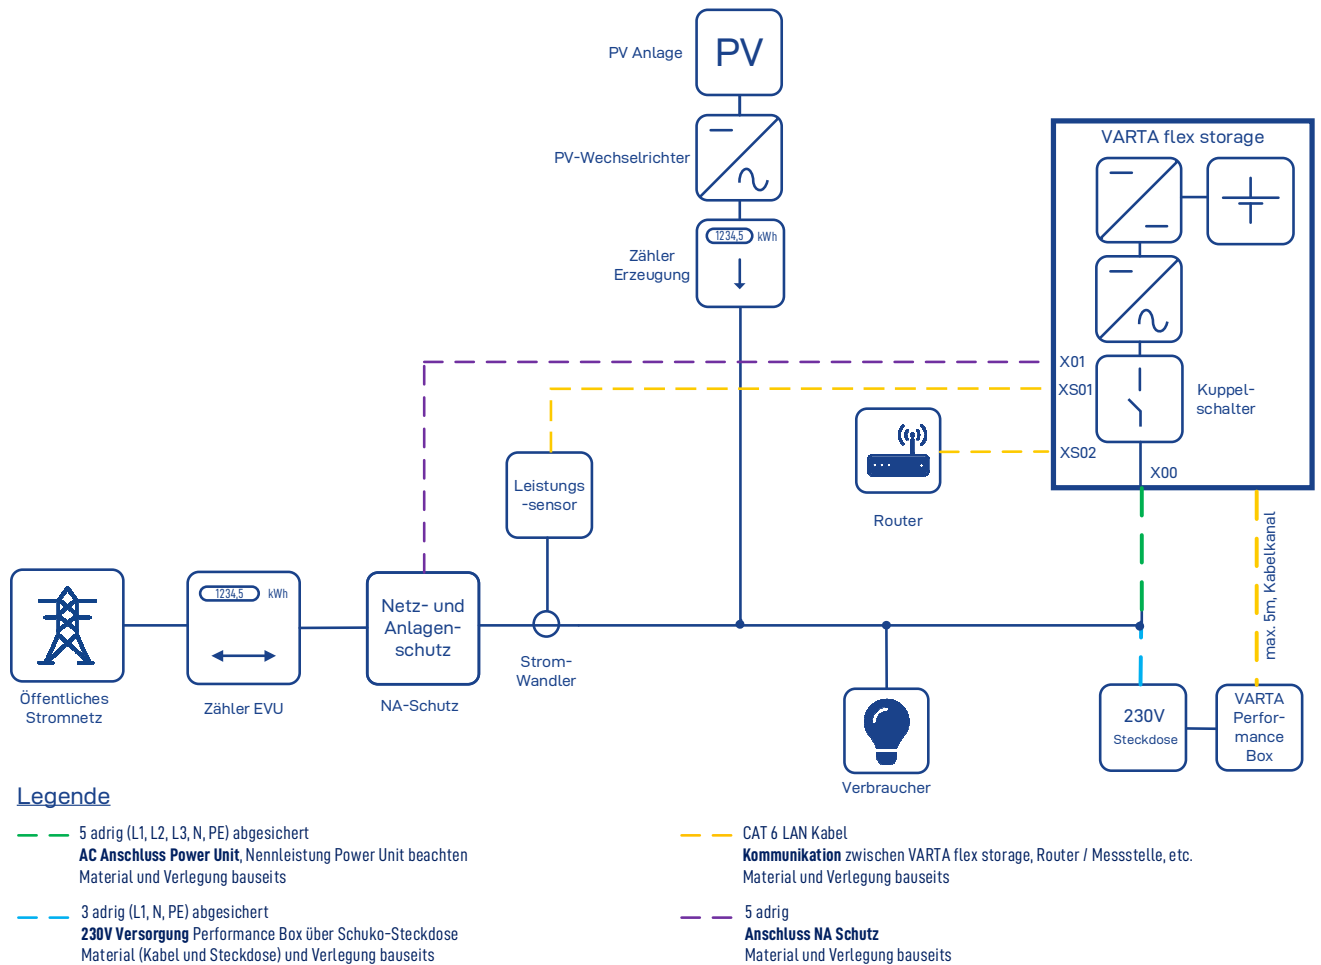 PV Anlage
PV
PV-Wechselrichter
1234,5 kWh
Zähler
Erzeugung
VARTA flex storage
X01
XS01
XS02
X00
Kuppel-
schalter
Router
Leistungs
-sensor
max. 5m, Kabelkanal
1234,5 kWh
Netz- und
Anlagen-
schutz
Öffentliches
Stromnetz
Zähler EVU
NA-Schutz
Strom-
Wandler
Verbraucher
230V
Steckdose
VARTA
Perfor-
mance
Box
Legende
5 adrig (L1, L2, L3, N, PE) abgesichert
AC Anschluss Power Unit, Nennleistung Power Unit beachten
Material und Verlegung bauseits
3 adrig (L1, N, PE) abgesichert
230V Versorgung Performance Box über Schuko-Steckdose
Material (Kabel und Steckdose) und Verlegung bauseits
CAT 6 LAN Kabel
Kommunikation zwischen VARTA flex storage, Router / Messstelle, etc.
Material und Verlegung bauseits
5 adrig
Anschluss NA Schutz
Material und Verlegung bauseits